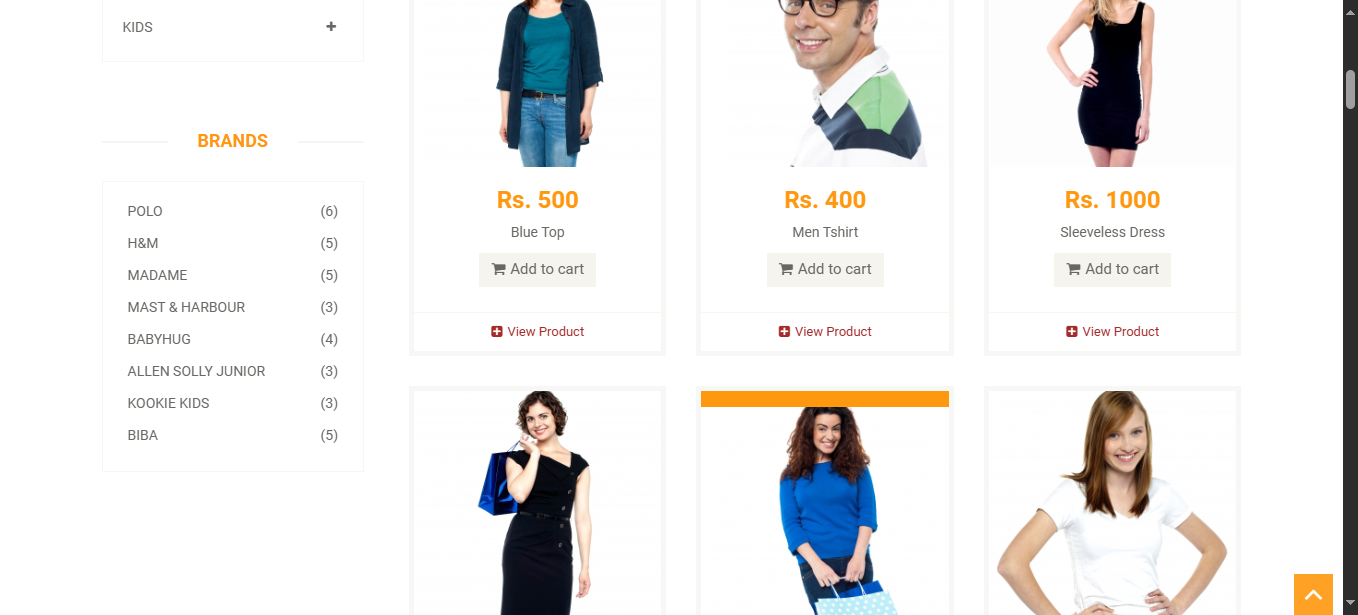 KIDS
BRANDS
POLO (6)
H&M (5)
MADAME (5)
MAST & HARBOUR (3)
BABYHUG (4)
ALLEN SOLLY JUNIOR (3)
KOOKIE KIDS (3)
BIBA (5)
Rs. 500
Blue Top
Add to cart
View Product
Rs. 400
Men Tshirt
Add to cart
View Product
Rs. 1000
Sleeveless Dress
Add to cart
View Product